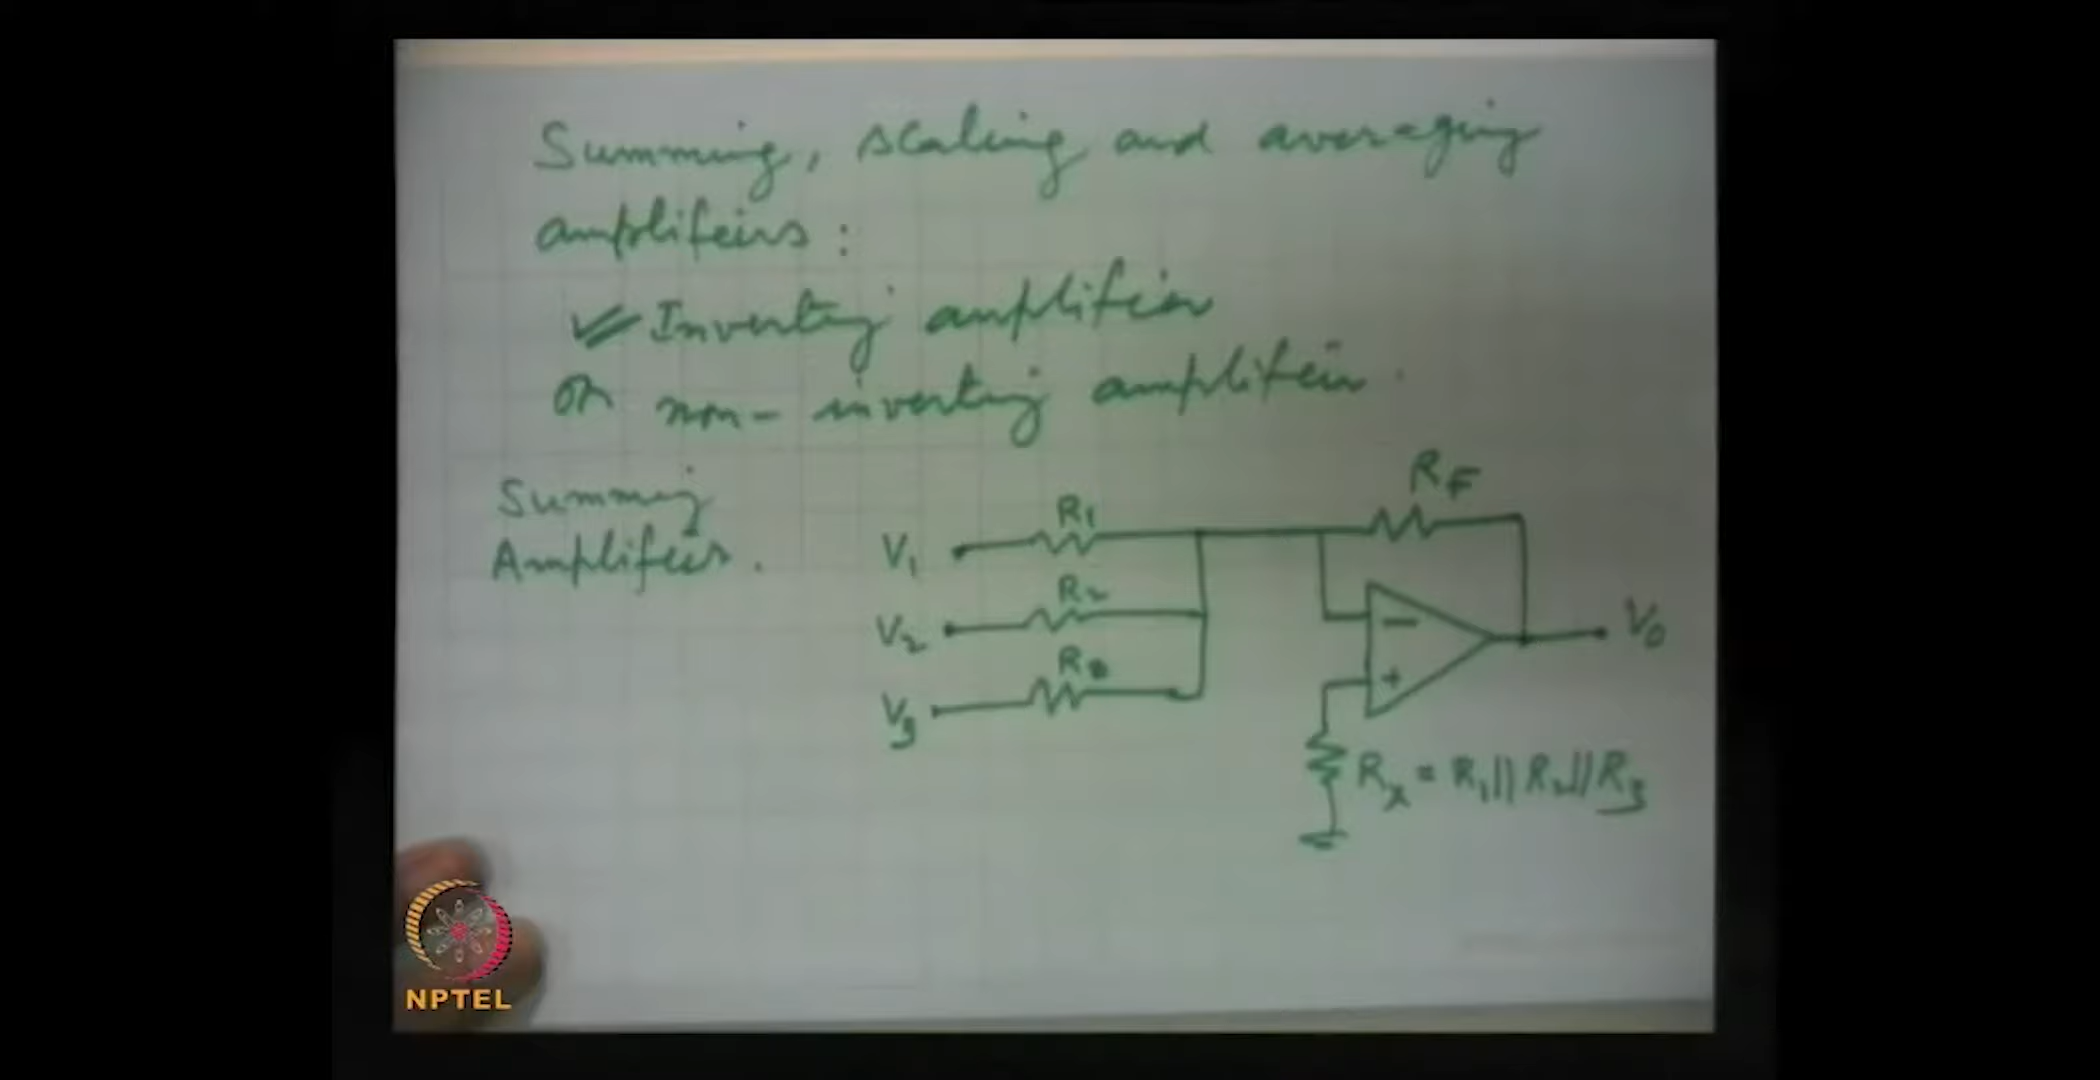 Summing, scaling and averaging
amplifeirs :
Inverting amplifier
or non-inverting amplifeir.
Summing
Amplifeir.
RF
R1
V1
R2
V2
V3
V0
−
+
Rx = R1||R2||R3
NPTEL